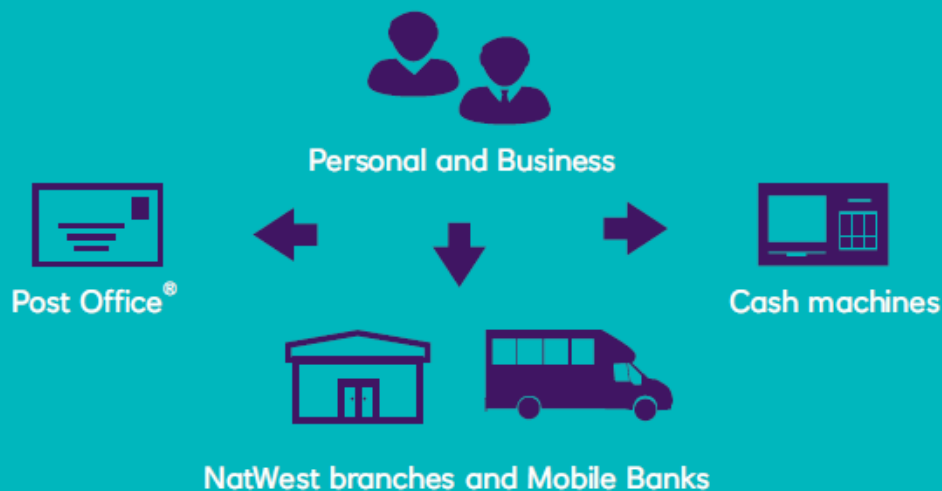 Personal and Business
Post Office®
Cash machines
NatWest branches and Mobile Banks